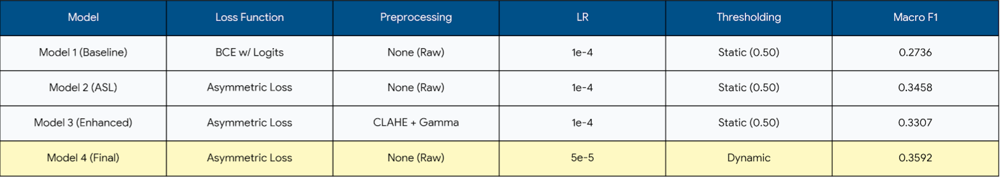 Model Loss Function Preprocessing LR Thresholding Macro F1
Model 1 (Baseline) BCE w/ Logits None (Raw) 1e-4 Static (0.50) 0.2736
Model 2 (ASL) Asymmetric Loss None (Raw) 1e-4 Static (0.50) 0.3458
Model 3 (Enhanced) Asymmetric Loss CLAHE + Gamma 1e-4 Static (0.50) 0.3307
Model 4 (Final) Asymmetric Loss None (Raw) 5e-5 Dynamic 0.3592